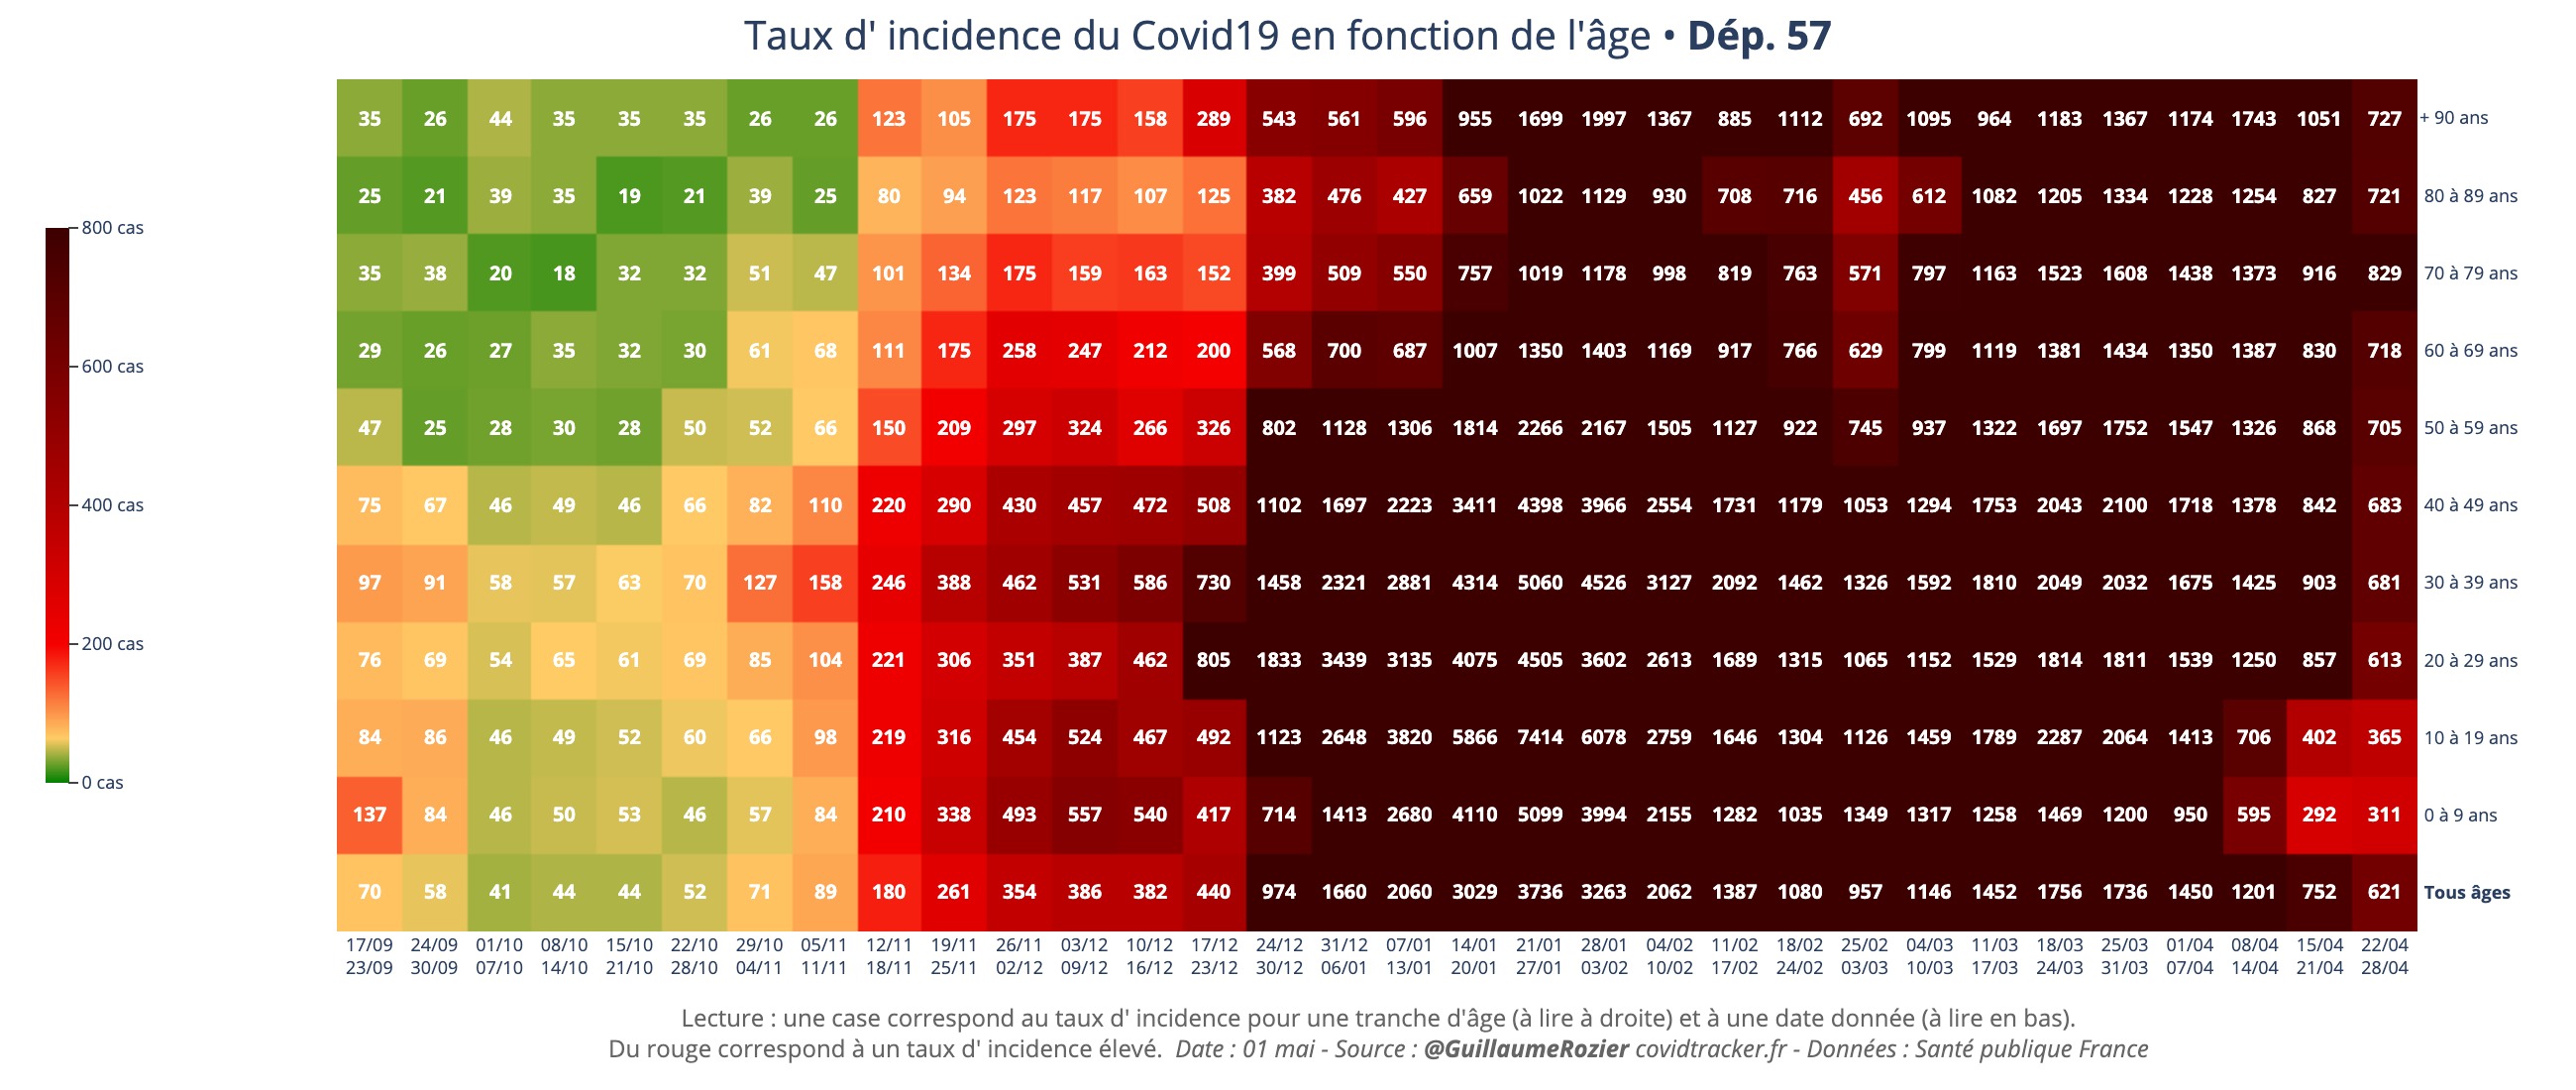 Taux d' incidence du Covid19 en fonction de l'âge • Dép. 57
35 26 44 35 35 35 26 26 123 105 175 175 158 289 543 561 596 955 1699 1997 1367 885 1112 692 1095 964 1183 1367 1174 1743 1051 727 + 90 ans
25 21 39 35 19 21 39 25 80 94 123 117 107 125 382 476 427 659 1022 1129 930 708 716 456 612 1082 1205 1334 1228 1254 827 721 80 à 89 ans
800 cas
35 38 20 18 32 32 51 47 101 134 175 159 163 152 399 509 550 757 1019 1178 998 819 763 571 797 1163 1523 1608 1438 1373 916 829 70 à 79 ans
29 26 27 35 32 30 61 68 111 175 258 247 212 200 568 700 687 1007 1350 1403 1169 917 766 629 799 1119 1381 1434 1350 1387 830 718 60 à 69 ans
600 cas
47 25 28 30 28 50 52 66 150 209 297 324 266 326 802 1128 1306 1814 2266 2167 1505 1127 922 745 937 1322 1697 1752 1547 1326 868 705 50 à 59 ans
400 cas
75 67 46 49 46 66 82 110 220 290 430 457 472 508 1102 1697 2223 3411 4398 3966 2554 1731 1179 1053 1294 1753 2043 2100 1718 1378 842 683 40 à 49 ans
97 91 58 57 63 70 127 158 246 388 462 531 586 730 1458 2321 2881 4314 5060 4526 3127 2092 1462 1326 1592 1810 2049 2032 1675 1425 903 681 30 à 39 ans
200 cas
76 69 54 65 61 69 85 104 221 306 351 387 462 805 1833 3439 3135 4075 4505 3602 2613 1689 1315 1065 1152 1529 1814 1811 1539 1250 857 613 20 à 29 ans
84 86 46 49 52 60 66 98 219 316 454 524 467 492 1123 2648 3820 5866 7414 6078 2759 1646 1304 1126 1459 1789 2287 2064 1413 706 402 365 10 à 19 ans
0 cas
137 84 46 50 53 46 57 84 210 338 493 557 540 417 714 1413 2680 4110 5099 3994 2155 1282 1035 1349 1317 1258 1469 1200 950 595 292 311 0 à 9 ans
70 58 41 44 44 52 71 89 180 261 354 386 382 440 974 1660 2060 3029 3736 3263 2062 1387 1080 957 1146 1452 1756 1736 1450 1201 752 621 Tous âges
17/09 24/09 01/10 08/10 15/10 22/10 29/10 05/11 12/11 19/11 26/11 03/12 10/12 17/12 24/12 31/12 07/01 14/01 21/01 28/01 04/02 11/02 18/02 25/02 04/03 11/03 18/03 25/03 01/04 08/04 15/04 22/04
23/09 30/09 07/10 14/10 21/10 28/10 04/11 11/11 18/11 25/11 02/12 09/12 16/12 23/12 30/12 06/01 13/01 20/01 27/01 03/02 10/02 17/02 24/02 03/03 10/03 17/03 24/03 31/03 07/04 14/04 21/04 28/04
Lecture : une case correspond au taux d' incidence pour une tranche d'âge (à lire à droite) et à une date donnée (à lire en bas).
Du rouge correspond à un taux d' incidence élevé. Date : 01 mai - Source : @GuillaumeRozier covidtracker.fr - Données : Santé publique France